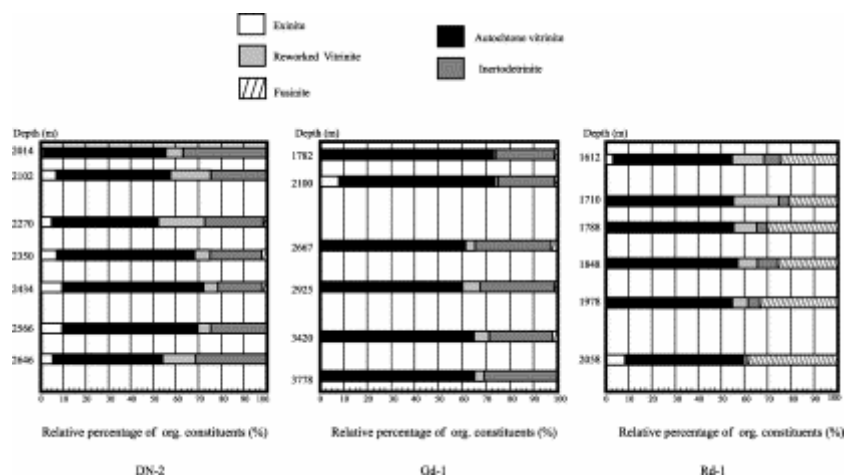 Exinite
Autochtone vitrinite
Reworked Vitrinite
Inertodetrinite
Fusinite
Depth (m)
2014
2102
2270
2350
2434
2566
2646
0 10 20 30 40 50 60 70 80 90 100
Relative percentage of org. constituents (%)
DN-2
Depth (m)
1782
2180
2667
2925
3420
3778
0 10 20 30 40 50 60 70 80 90 100
Relative percentage of org. constituents (%)
Gd-1
Depth (m)
1612
1710
1788
1848
1978
2058
0 10 20 30 40 50 60 70 80 90 100
Relative percentage of org. constituents (%)
Rd-1